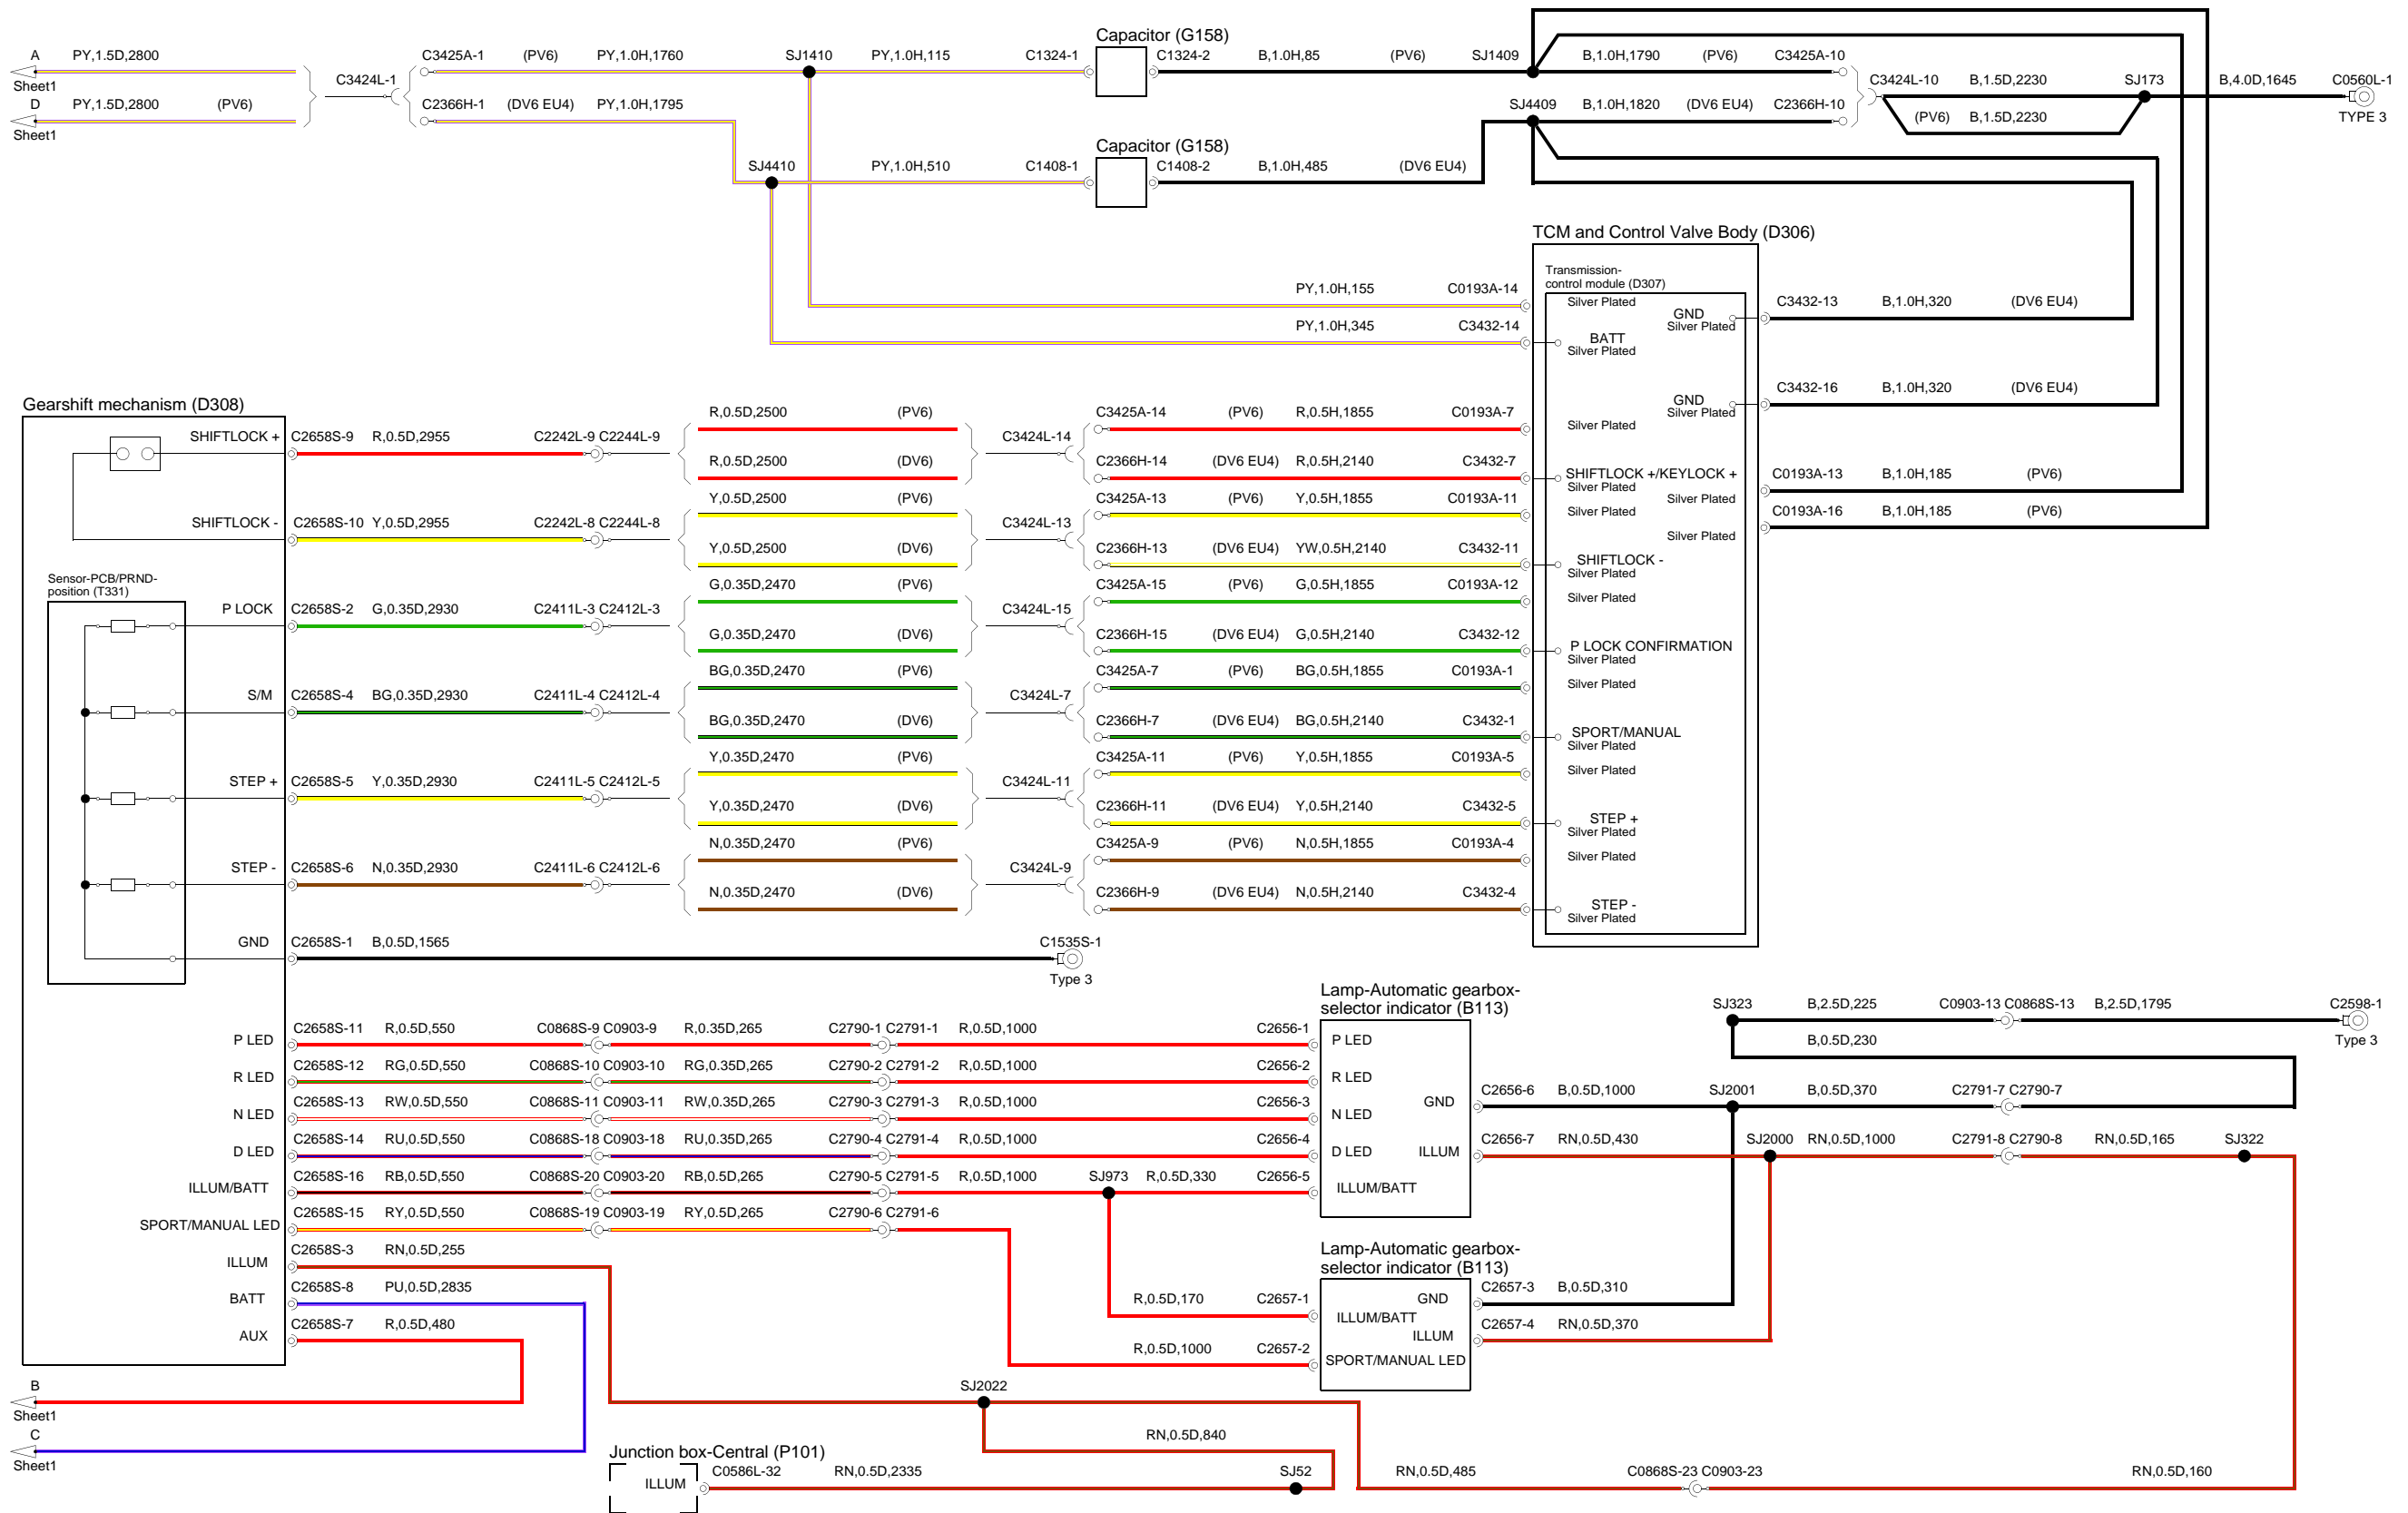 A PY,1.5D,2800
Sheet1
D PY,1.5D,2800 (PV6)
Sheet1
C3424L-1
C3425A-1 (PV6) PY,1.0H,1760 SJ1410 PY,1.0H,115 C1324-1
Capacitor (G158)
C1324-2 B,1.0H,85 (PV6) SJ1409 B,1.0H,1790 (PV6) C3425A-10
C2366H-1 (DV6 EU4) PY,1.0H,1795
SJ4409 B,1.0H,1820 (DV6 EU4) C2366H-10
C3424L-10 B,1.5D,2230 SJ173 B,4.0D,1645 C0560L-1
(PV6) B,1.5D,2230
TYPE 3
SJ4410 PY,1.0H,510 C1408-1
Capacitor (G158)
C1408-2 B,1.0H,485 (DV6 EU4)
TCM and Control Valve Body (D306)
Transmission-
control module (D307)
PY,1.0H,155 C0193A-14
Silver Plated
PY,1.0H,345 C3432-14
BATT
Silver Plated
GND
Silver Plated
C3432-13 B,1.0H,320 (DV6 EU4)
GND
Silver Plated
C3432-16 B,1.0H,320 (DV6 EU4)
Silver Plated
C0193A-13 B,1.0H,185 (PV6)
Silver Plated
C0193A-16 B,1.0H,185 (PV6)
Gearshift mechanism (D308)
SHIFTLOCK + C2658S-9 R,0.5D,2955 C2242L-9 C2244L-9
R,0.5D,2500 (PV6)
R,0.5D,2500 (DV6)
C3424L-14
C3425A-14 (PV6) R,0.5H,1855 C0193A-7
Silver Plated
C2366H-14 (DV6 EU4) R,0.5H,2140 C3432-7
SHIFTLOCK +/KEYLOCK +
Silver Plated
SHIFTLOCK - C2658S-10 Y,0.5D,2955 C2242L-8 C2244L-8
Y,0.5D,2500 (PV6)
Y,0.5D,2500 (DV6)
C3424L-13
C3425A-13 (PV6) Y,0.5H,1855 C0193A-11
Silver Plated
C2366H-13 (DV6 EU4) YW,0.5H,2140 C3432-11
SHIFTLOCK -
Silver Plated
Sensor-PCB/PRND-
position (T331)
P LOCK C2658S-2 G,0.35D,2930 C2411L-3 C2412L-3
G,0.35D,2470 (PV6)
G,0.35D,2470 (DV6)
C3424L-15
C3425A-15 (PV6) G,0.5H,1855 C0193A-12
Silver Plated
C2366H-15 (DV6 EU4) G,0.5H,2140 C3432-12
P LOCK CONFIRMATION
Silver Plated
S/M C2658S-4 BG,0.35D,2930 C2411L-4 C2412L-4
BG,0.35D,2470 (PV6)
BG,0.35D,2470 (DV6)
C3424L-7
C3425A-7 (PV6) BG,0.5H,1855 C0193A-1
Silver Plated
C2366H-7 (DV6 EU4) BG,0.5H,2140 C3432-1
SPORT/MANUAL
Silver Plated
STEP + C2658S-5 Y,0.35D,2930 C2411L-5 C2412L-5
Y,0.35D,2470 (PV6)
Y,0.35D,2470 (DV6)
C3424L-11
C3425A-11 (PV6) Y,0.5H,1855 C0193A-5
Silver Plated
C2366H-11 (DV6 EU4) Y,0.5H,2140 C3432-5
STEP +
Silver Plated
STEP - C2658S-6 N,0.35D,2930 C2411L-6 C2412L-6
N,0.35D,2470 (PV6)
N,0.35D,2470 (DV6)
C3424L-9
C3425A-9 (PV6) N,0.5H,1855 C0193A-4
Silver Plated
C2366H-9 (DV6 EU4) N,0.5H,2140 C3432-4
STEP -
Silver Plated
GND C2658S-1 B,0.5D,1565 C1535S-1
Type 3
P LED C2658S-11 R,0.5D,550 C0868S-9 C0903-9 R,0.35D,265 C2790-1 C2791-1 R,0.5D,1000 C2656-1
R LED C2658S-12 RG,0.5D,550 C0868S-10 C0903-10 RG,0.35D,265 C2790-2 C2791-2 R,0.5D,1000 C2656-2
N LED C2658S-13 RW,0.5D,550 C0868S-11 C0903-11 RW,0.35D,265 C2790-3 C2791-3 R,0.5D,1000 C2656-3
D LED C2658S-14 RU,0.5D,550 C0868S-18 C0903-18 RU,0.35D,265 C2790-4 C2791-4 R,0.5D,1000 C2656-4
ILLUM/BATT C2658S-16 RB,0.5D,550 C0868S-20 C0903-20 RB,0.5D,265 C2790-5 C2791-5 R,0.5D,1000 SJ973 R,0.5D,330 C2656-5
SPORT/MANUAL LED C2658S-15 RY,0.5D,550 C0868S-19 C0903-19 RY,0.5D,265 C2790-6 C2791-6
ILLUM C2658S-3 RN,0.5D,255
BATT C2658S-8 PU,0.5D,2835
AUX C2658S-7 R,0.5D,480
Lamp-Automatic gearbox-
selector indicator (B113)
P LED
R LED
N LED
D LED
ILLUM/BATT
GND
ILLUM
SJ323 B,2.5D,225 C0903-13 C0868S-13 B,2.5D,1795 C2598-1
Type 3
B,0.5D,230
C2656-6 B,0.5D,1000 SJ2001 B,0.5D,370 C2791-7 C2790-7
C2656-7 RN,0.5D,430 SJ2000 RN,0.5D,1000 C2791-8 C2790-8 RN,0.5D,165 SJ322
Lamp-Automatic gearbox-
selector indicator (B113)
R,0.5D,170 C2657-1
R,0.5D,1000 C2657-2
GND
ILLUM/BATT
ILLUM
SPORT/MANUAL LED
C2657-3 B,0.5D,310
C2657-4 RN,0.5D,370
B
Sheet1
C
Sheet1
SJ2022
RN,0.5D,840
Junction box-Central (P101)
ILLUM C0586L-32 RN,0.5D,2335 SJ52
RN,0.5D,485 C0868S-23 C0903-23 RN,0.5D,160